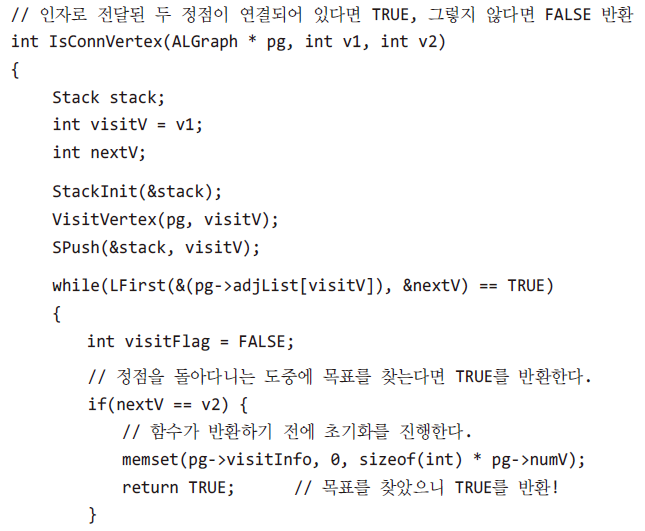 // 인자로 전달된 두 정점이 연결되어 있다면 TRUE, 그렇지 않다면 FALSE 반환
int IsConnVertex(ALGraph * pg, int v1, int v2)
{
    Stack stack;
    int visitV = v1;
    int nextV;
    StackInit(&stack);
    VisitVertex(pg, visitV);
    SPush(&stack, visitV);
    while(LFirst(&(pg->adjList[visitV]), &nextV) == TRUE)
    {
        int visitFlag = FALSE;
        // 정점을 돌아다니는 도중에 목표를 찾는다면 TRUE를 반환한다.
        if(nextV == v2) {
            // 함수가 반환하기 전에 초기화를 진행한다.
            memset(pg->visitInfo, 0, sizeof(int) * pg->numV);
            return TRUE;      // 목표를 찾았으니 TRUE를 반환!
        }